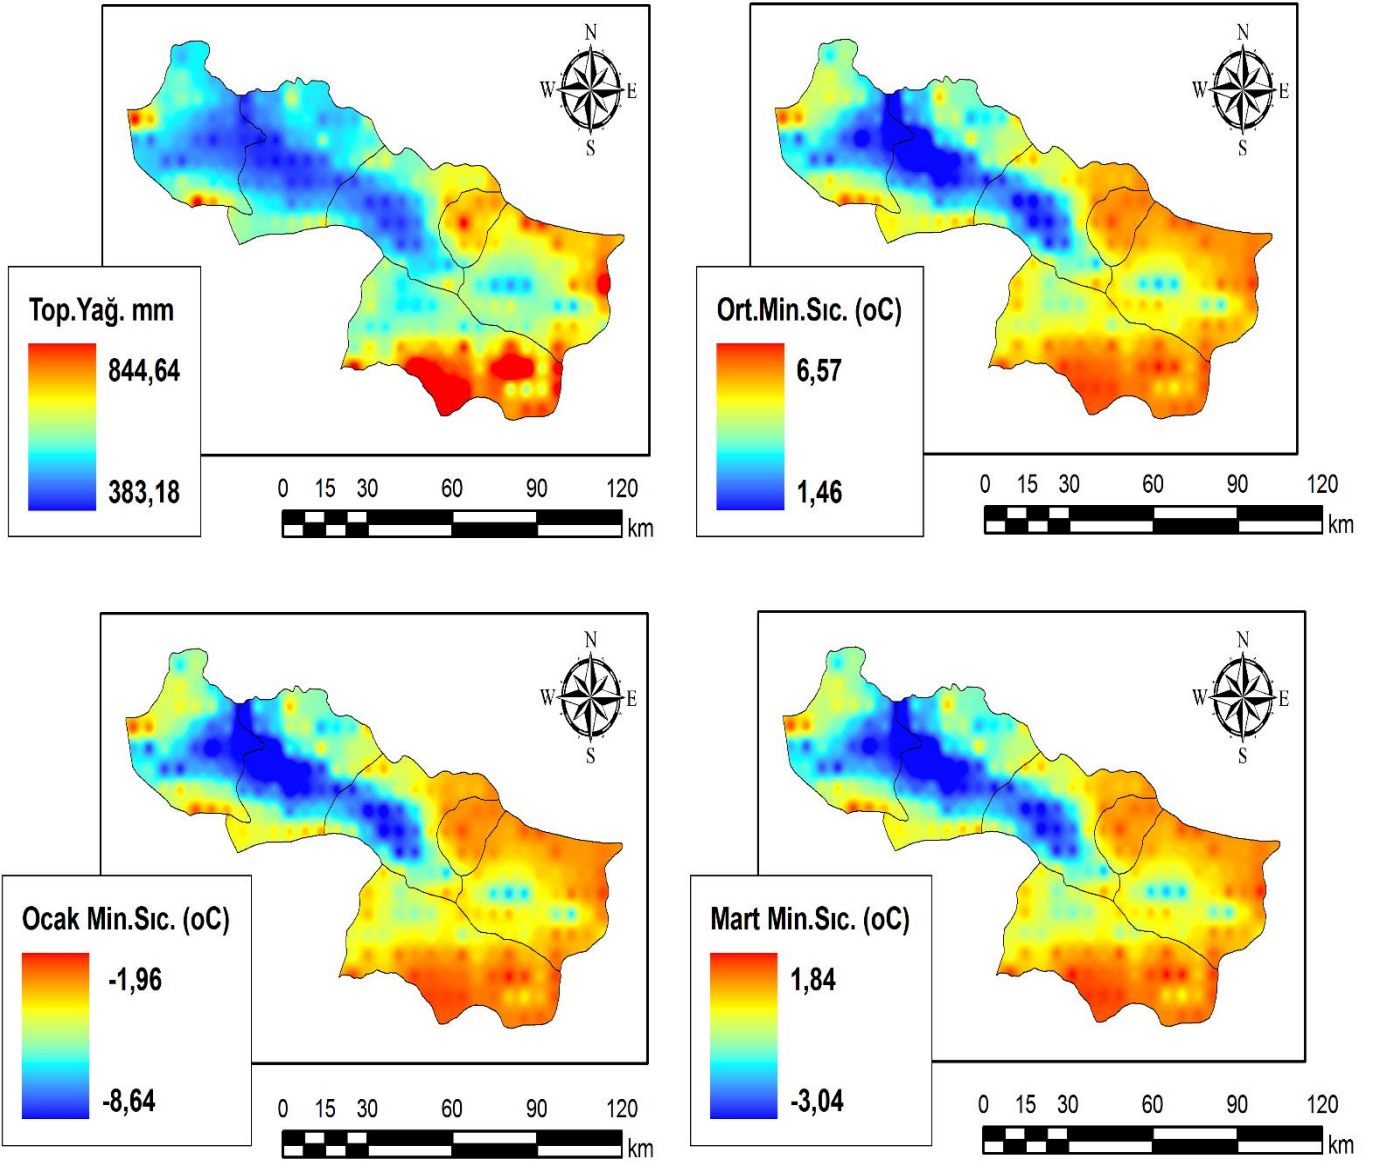 N
W E
S
Top.Yağ. mm
844,64
383,18
0 15 30 60 90 120
km
N
W E
S
Ort.Min.Sıc. (oC)
6,57
1,46
0 15 30 60 90 120
km
N
W E
S
Ocak Min.Sıc. (oC)
-1,96
-8,64
0 15 30 60 90 120
km
N
W E
S
Mart Min.Sıc. (oC)
1,84
-3,04
0 15 30 60 90 120
km